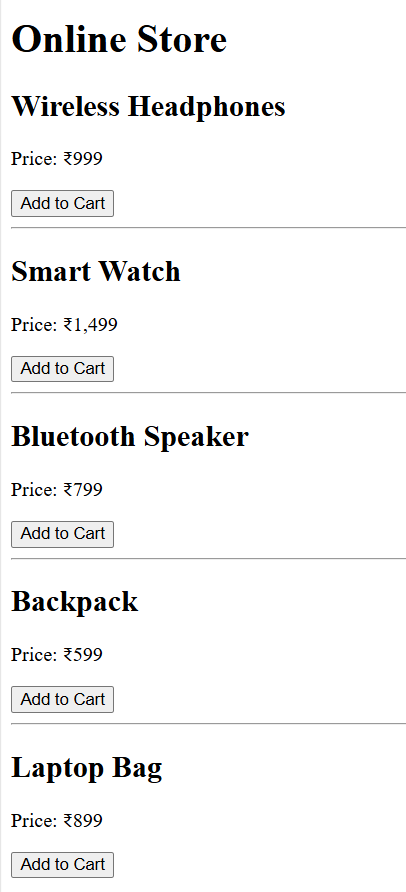 Online Store
Wireless Headphones
Price: ₹999
Add to Cart
Smart Watch
Price: ₹1,499
Add to Cart
Bluetooth Speaker
Price: ₹799
Add to Cart
Backpack
Price: ₹599
Add to Cart
Laptop Bag
Price: ₹899
Add to Cart